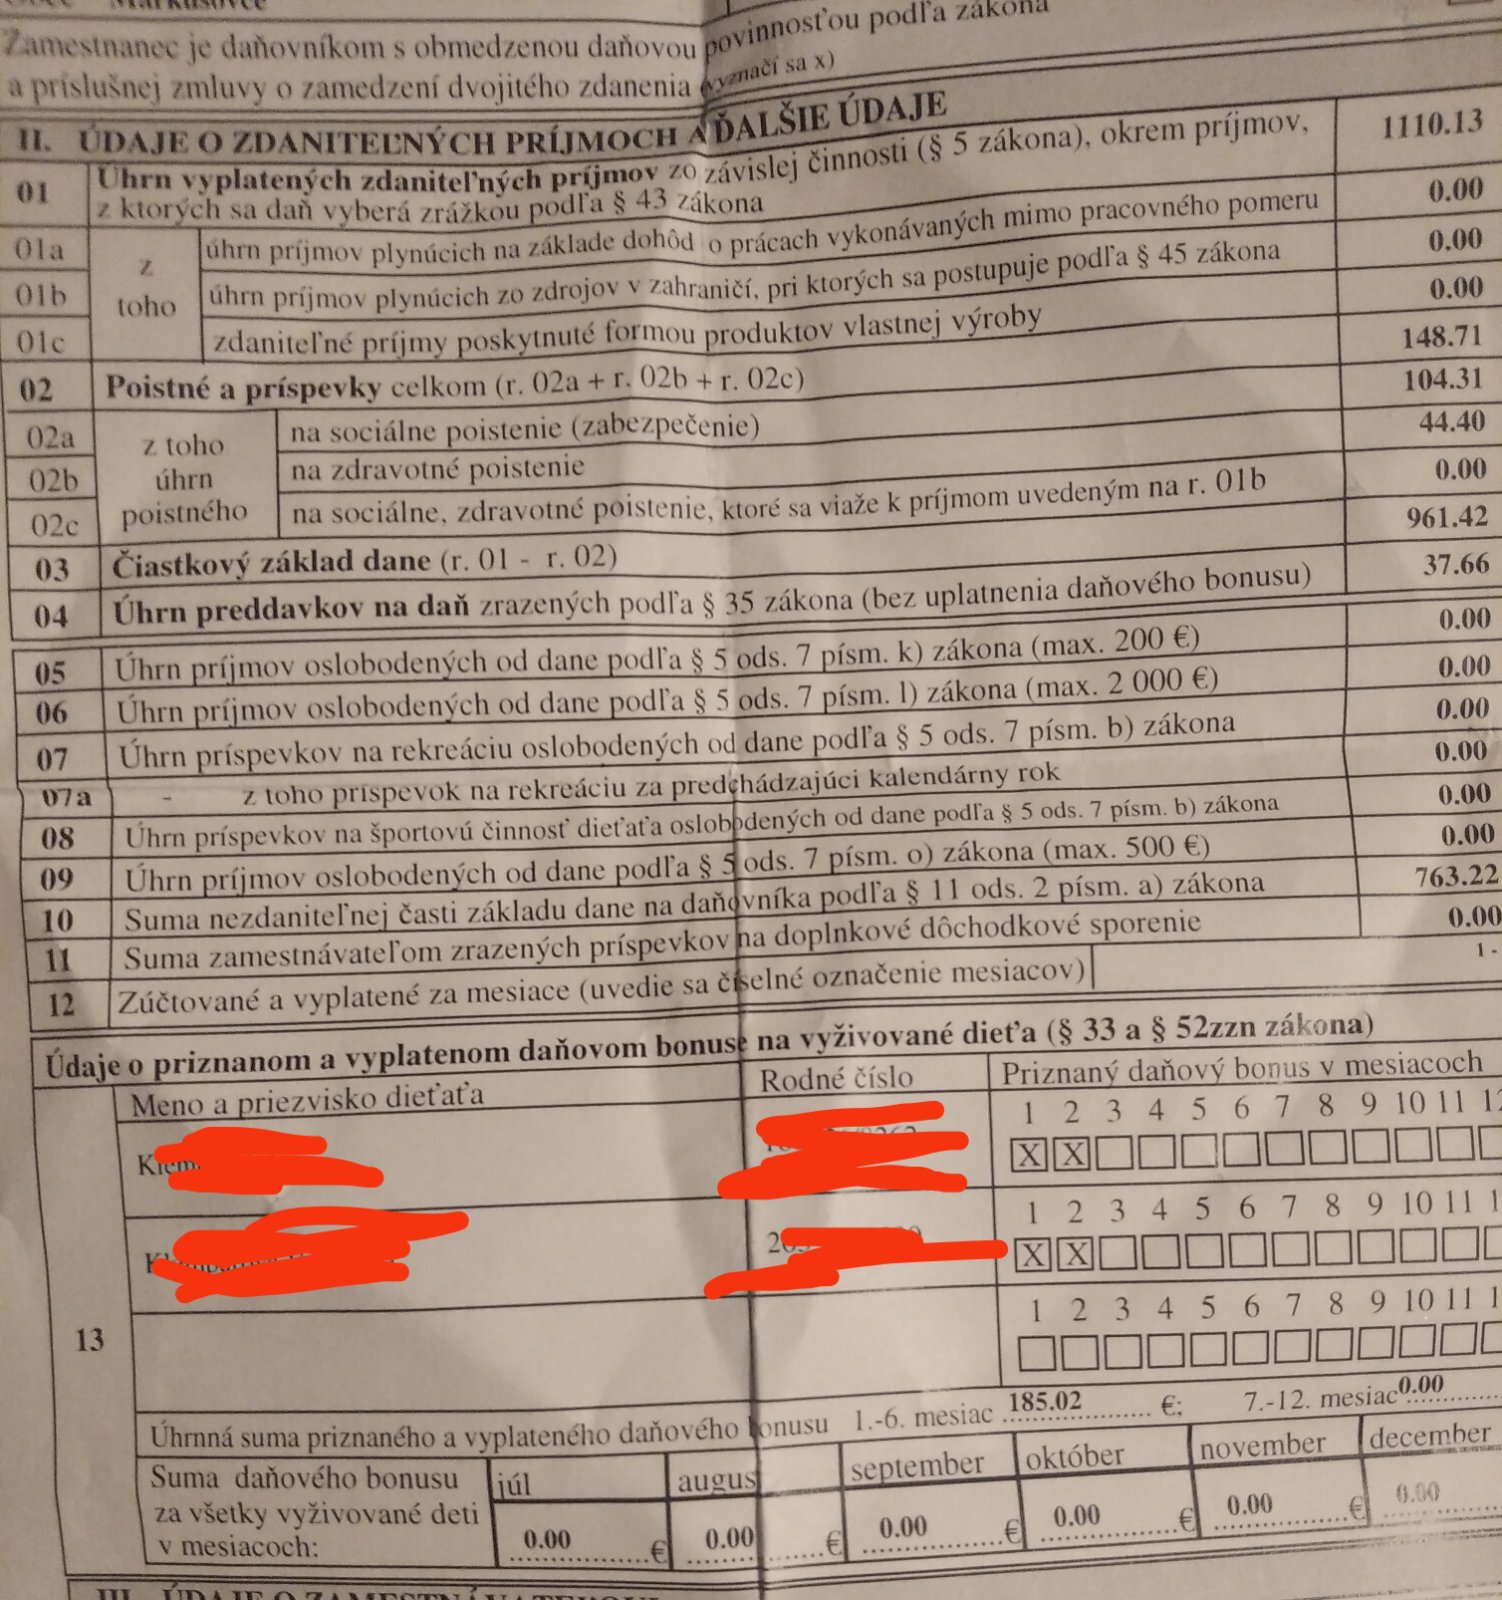 Markušovce
Zamestnanec je daňovníkom s obmedzenou daňovou povinnosťou podľa zákona
a príslušnej zmluvy o zamedzení dvojitého zdanenia (vyznačí sa x)
II. ÚDAJE O ZDANITEĽNÝCH PRÍJMOCH A ĎALŠIE ÚDAJE
01 Úhrn vyplatených zdaniteľných príjmov zo závislej činnosti (§ 5 zákona), okrem príjmov, 1110.13
z ktorých sa daň vyberá zrážkou podľa § 43 zákona
01a z toho úhrn príjmov plynúcich na základe dohôd o prácach vykonávaných mimo pracovného pomeru 0.00
01b úhrn príjmov plynúcich zo zdrojov v zahraničí, pri ktorých sa postupuje podľa § 45 zákona 0.00
01c zdaniteľné príjmy poskytnuté formou produktov vlastnej výroby 0.00
02 Poistné a príspevky celkom (r. 02a + r. 02b + r. 02c) 148.71
02a z toho úhrn poistného na sociálne poistenie (zabezpečenie) 104.31
02b na zdravotné poistenie 44.40
02c na sociálne, zdravotné poistenie, ktoré sa viaže k príjmom uvedeným na r. 01b 0.00
03 Čiastkový základ dane (r. 01 - r. 02) 961.42
04 Úhrn preddavkov na daň zrazených podľa § 35 zákona (bez uplatnenia daňového bonusu) 37.66
05 Úhrn príjmov oslobodených od dane podľa § 5 ods. 7 písm. k) zákona (max. 200 €) 0.00
06 Úhrn príjmov oslobodených od dane podľa § 5 ods. 7 písm. l) zákona (max. 2 000 €) 0.00
07 Úhrn príspevkov na rekreáciu oslobodených od dane podľa § 5 ods. 7 písm. b) zákona 0.00
07a - z toho príspevok na rekreáciu za predchádzajúci kalendárny rok 0.00
08 Úhrn príspevkov na športovú činnosť dieťaťa oslobodených od dane podľa § 5 ods. 7 písm. b) zákona 0.00
09 Úhrn príjmov oslobodených od dane podľa § 5 ods. 7 písm. o) zákona (max. 500 €) 0.00
10 Suma nezdaniteľnej časti základu dane na daňovníka podľa § 11 ods. 2 písm. a) zákona 763.22
11 Suma zamestnávateľom zrazených príspevkov na doplnkové dôchodkové sporenie 0.00
12 Zúčtované a vyplatené za mesiace (uvedie sa číselné označenie mesiacov) 1 -
Údaje o priznanom a vyplatenom daňovom bonuse na vyživované dieťa (§ 33 a § 52zzn zákona)
Meno a priezvisko dieťaťa Rodné číslo Priznaný daňový bonus v mesiacoch
1 2 3 4 5 6 7 8 9 10 11 12
X X
1 2 3 4 5 6 7 8 9 10 11
X X
1 2 3 4 5 6 7 8 9 10 11
13
Úhrnná suma priznaného a vyplateného daňového bonusu 1.-6. mesiac 185.02 €; 7.-12. mesiac 0.00
Suma daňového bonusu za všetky vyživované deti v mesiacoch: júl august september október november december
0.00 € 0.00 € 0.00 € 0.00 € 0.00 € 0.00
III. ÚDAJE O ZAMESTNÁVATEĽOVI